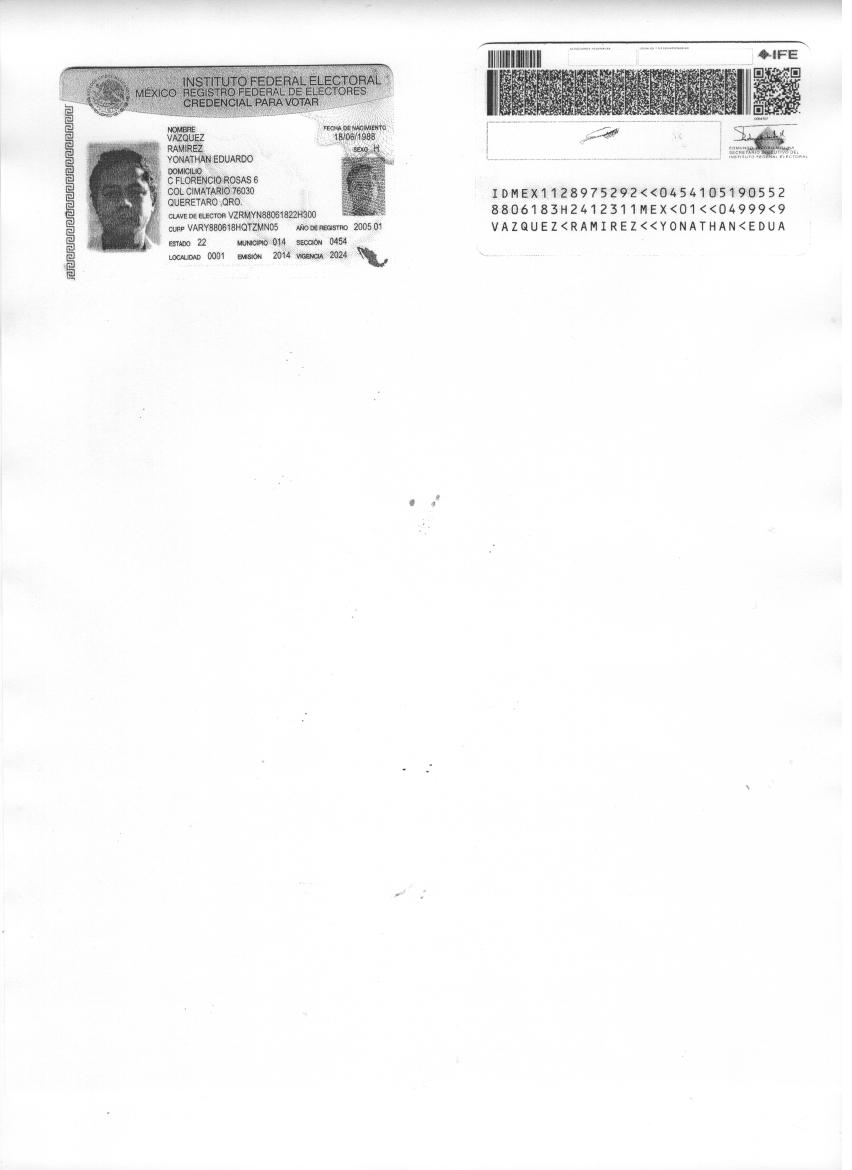 INSTITUTO FEDERAL ELECTORAL
MÉXICO REGISTRO FEDERAL DE ELECTORES
CREDENCIAL PARA VOTAR
NOMBRE
VAZQUEZ
RAMIREZ
YONATHAN EDUARDO
FECHA DE NACIMIENTO
18/06/1988
SEXO H
DOMICILIO
C FLORENCIO ROSAS 6
COL CIMATARIO 76030
QUERETARO ,QRO.
CLAVE DE ELECTOR VZRMYN88061822H300
CURP VARY880618HQTZMN05 AÑO DE REGISTRO 2005 01
ESTADO 22 MUNICIPIO 014 SECCIÓN 0454
LOCALIDAD 0001 EMISIÓN 2014 VIGENCIA 2024
IFE
SECRETARIO EJECUTIVO DEL
INSTITUTO FEDERAL ELECTORAL
IDMEX1128975292<<0454105190552
8806183H2412311MEX<01<<04999<9
VAZQUEZ<RAMIREZ<<YONATHAN<EDUA